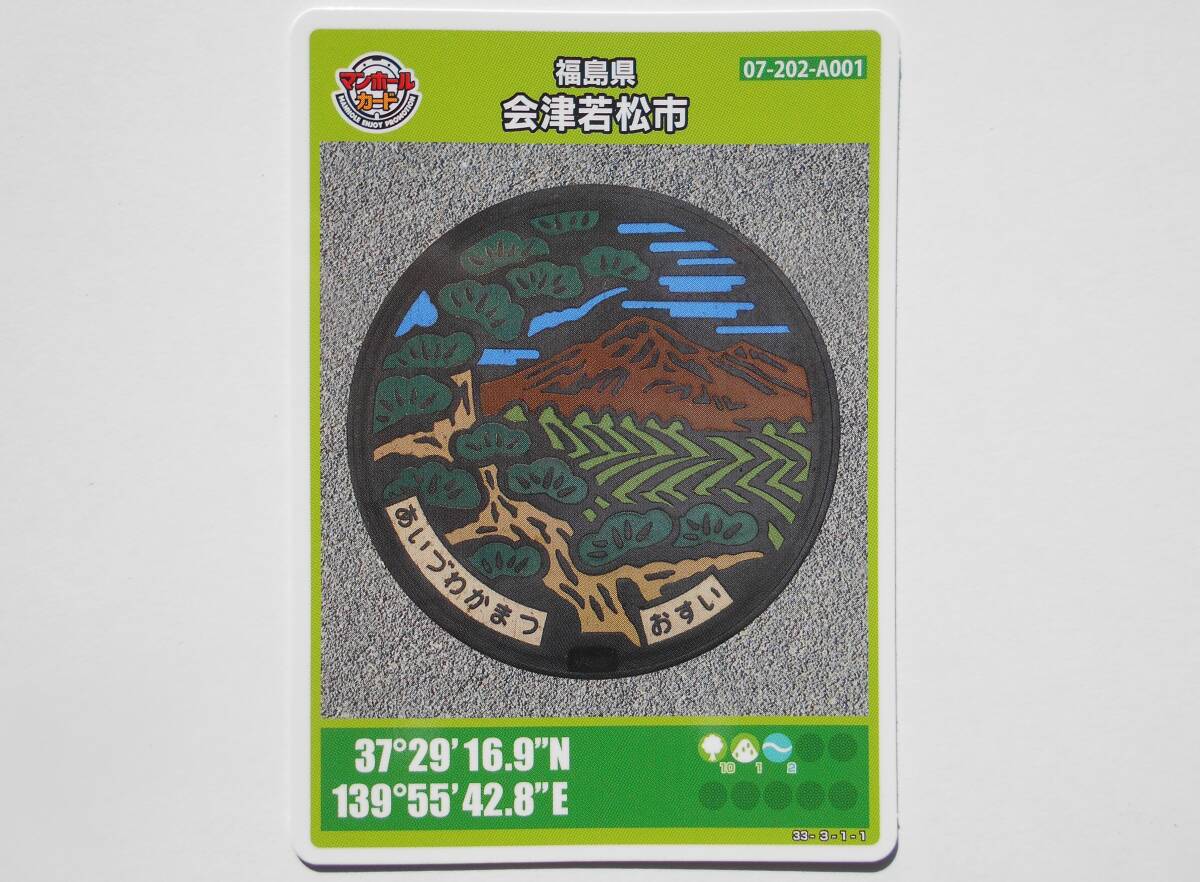 マンホール
カード
MANHOLE ENJOY PROMOTION
福島県
会津若松市
07-202-A001
あいづわかまつ
おすい
37°29'16.9"N
139°55'42.8"E
10 1 2
33-3-1-1